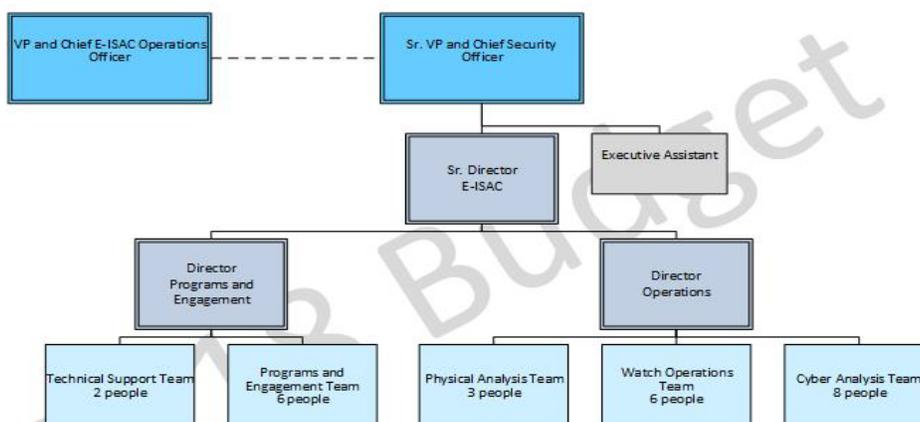 VP and Chief E-ISAC Operations
Officer
Sr. VP and Chief Security
Officer
Executive Assistant
Sr. Director
E-ISAC
Director
Programs and
Engagement
Director
Operations
Technical Support Team
2 people
Programs and
Engagement Team
6 people
Physical Analysis Team
3 people
Watch Operations
Team
6 people
Cyber Analysis Team
8 people
18 Budget